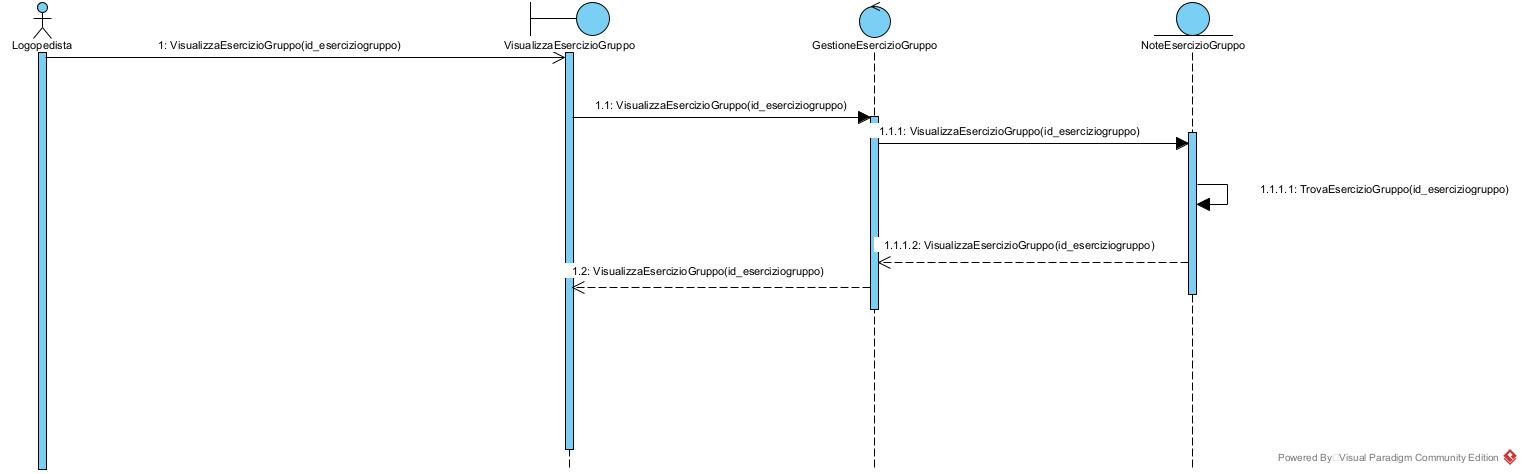 Logopedista
1: VisualizzaEsercizioGruppo(id_eserciziogruppo)
VisualizzaEsercizioGruppo
GestioneEsercizioGruppo
NoteEsercizioGruppo
1.1: VisualizzaEsercizioGruppo(id_eserciziogruppo)
1.1.1: VisualizzaEsercizioGruppo(id_eserciziogruppo)
1.1.1.1: TrovaEsercizioGruppo(id_eserciziogruppo)
1.1.1.2: VisualizzaEsercizioGruppo(id_eserciziogruppo)
1.2: VisualizzaEsercizioGruppo(id_eserciziogruppo)
Powered By Visual Paradigm Community Edition